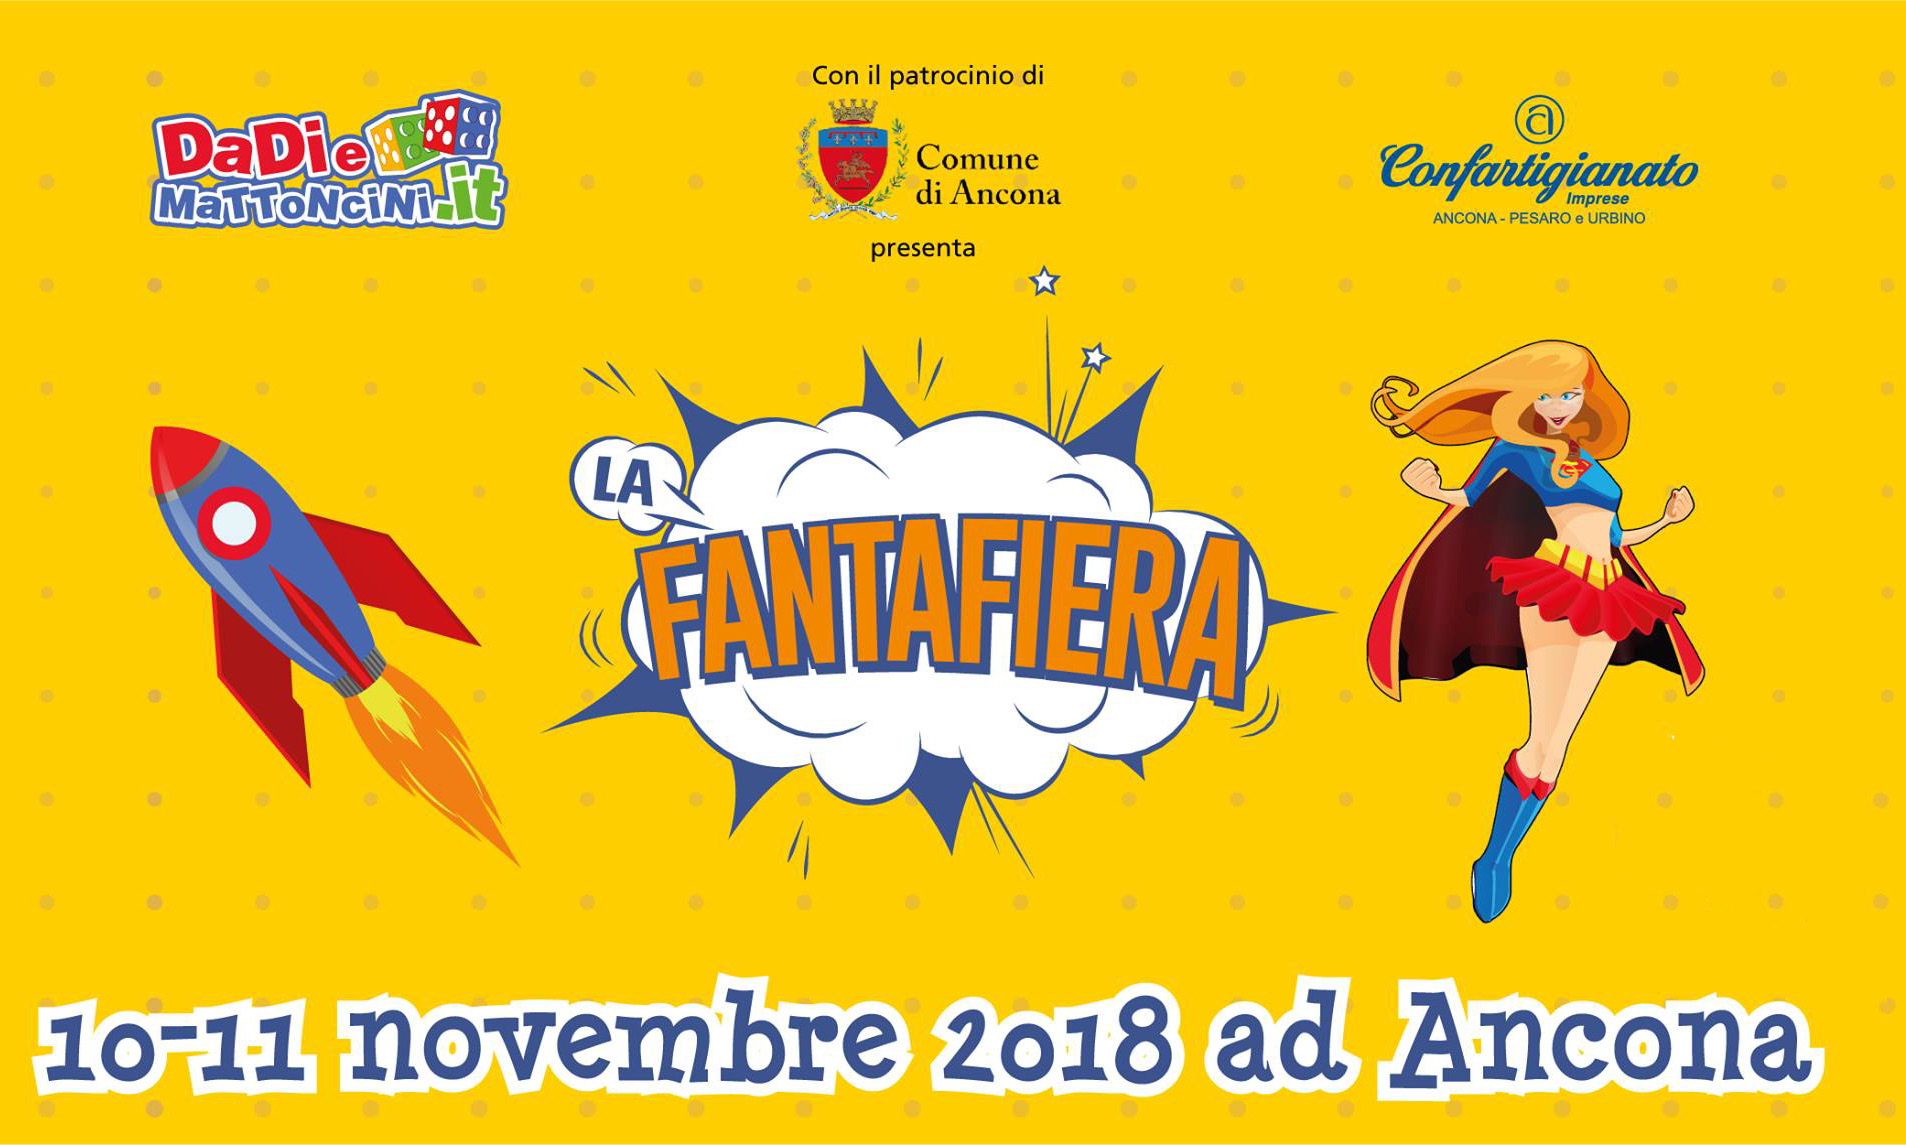 DaDi e
MaTToNciNi.it
Con il patrocinio di
Comune
di Ancona
presenta
Confartigianato
Imprese
ANCONA - PESARO e URBINO
LA
FANTAFIERA
10-11 novembre 2018 ad Ancona